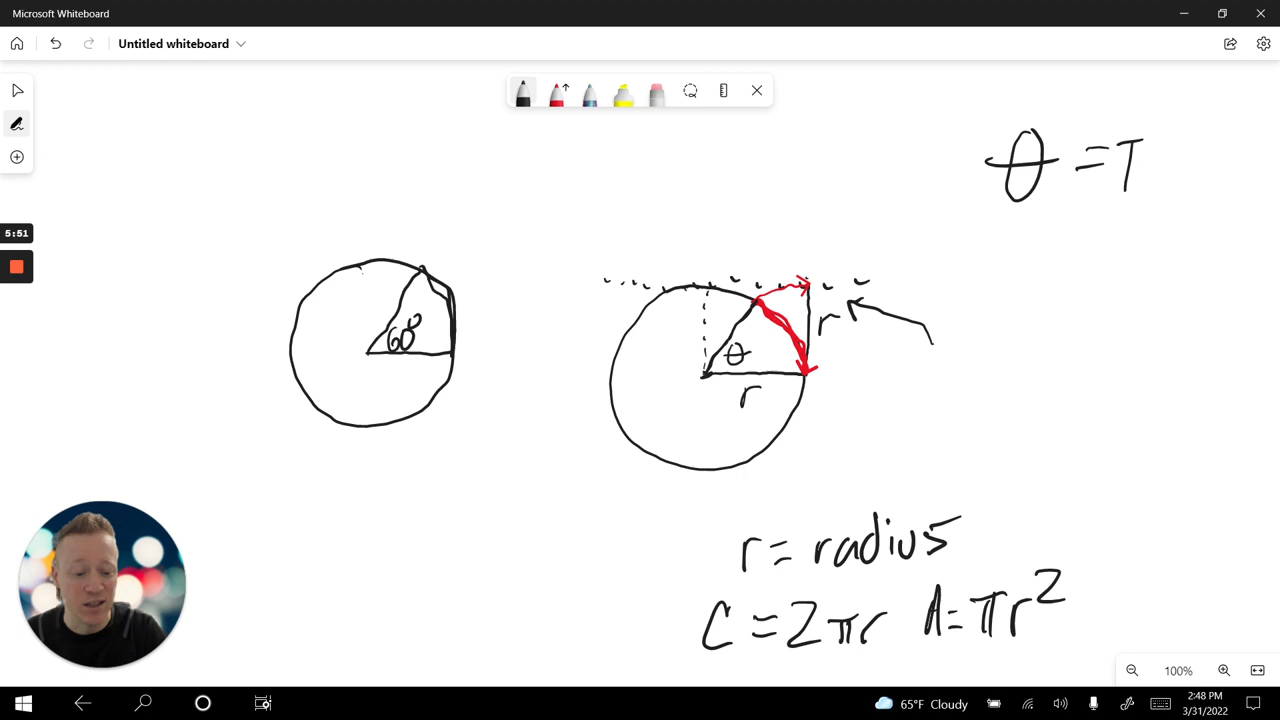 Microsoft Whiteboard
Untitled whiteboard
θ = T
5:51
60°
θ
r
r
r = radius
C = 2πr A = πr²
100%
65°F Cloudy
2:48 PM
3/31/2022